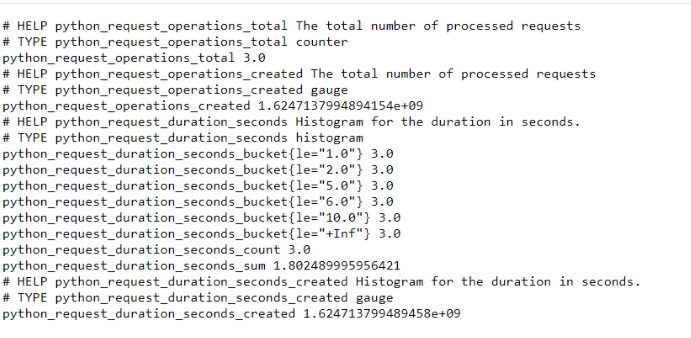 # HELP python_request_operations_total The total number of processed requests
# TYPE python_request_operations_total counter
python_request_operations_total 3.0
# HELP python_request_operations_created The total number of processed requests
# TYPE python_request_operations_created gauge
python_request_operations_created 1.6247137994894154e+09
# HELP python_request_duration_seconds Histogram for the duration in seconds.
# TYPE python_request_duration_seconds histogram
python_request_duration_seconds_bucket{le="1.0"} 3.0
python_request_duration_seconds_bucket{le="2.0"} 3.0
python_request_duration_seconds_bucket{le="5.0"} 3.0
python_request_duration_seconds_bucket{le="6.0"} 3.0
python_request_duration_seconds_bucket{le="10.0"} 3.0
python_request_duration_seconds_bucket{le="+Inf"} 3.0
python_request_duration_seconds_count 3.0
python_request_duration_seconds_sum 1.802489995956421
# HELP python_request_duration_seconds_created Histogram for the duration in seconds.
# TYPE python_request_duration_seconds_created gauge
python_request_duration_seconds_created 1.624713799489458e+09